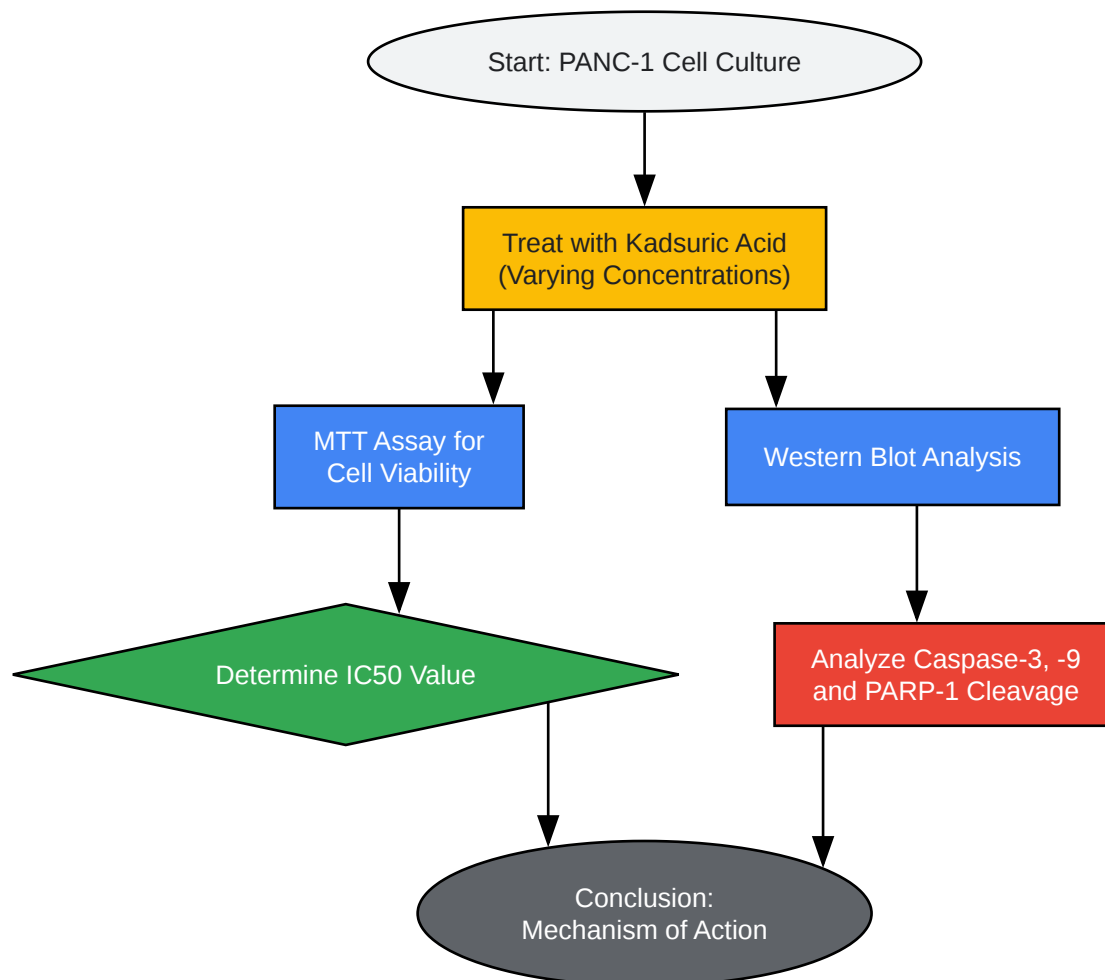 Start: PANC-1 Cell Culture
Treat with Kadsuric Acid
(Varying Concentrations)
MTT Assay for
Cell Viability
Western Blot Analysis
Determine IC50 Value
Analyze Caspase-3, -9
and PARP-1 Cleavage
Conclusion:
Mechanism of Action